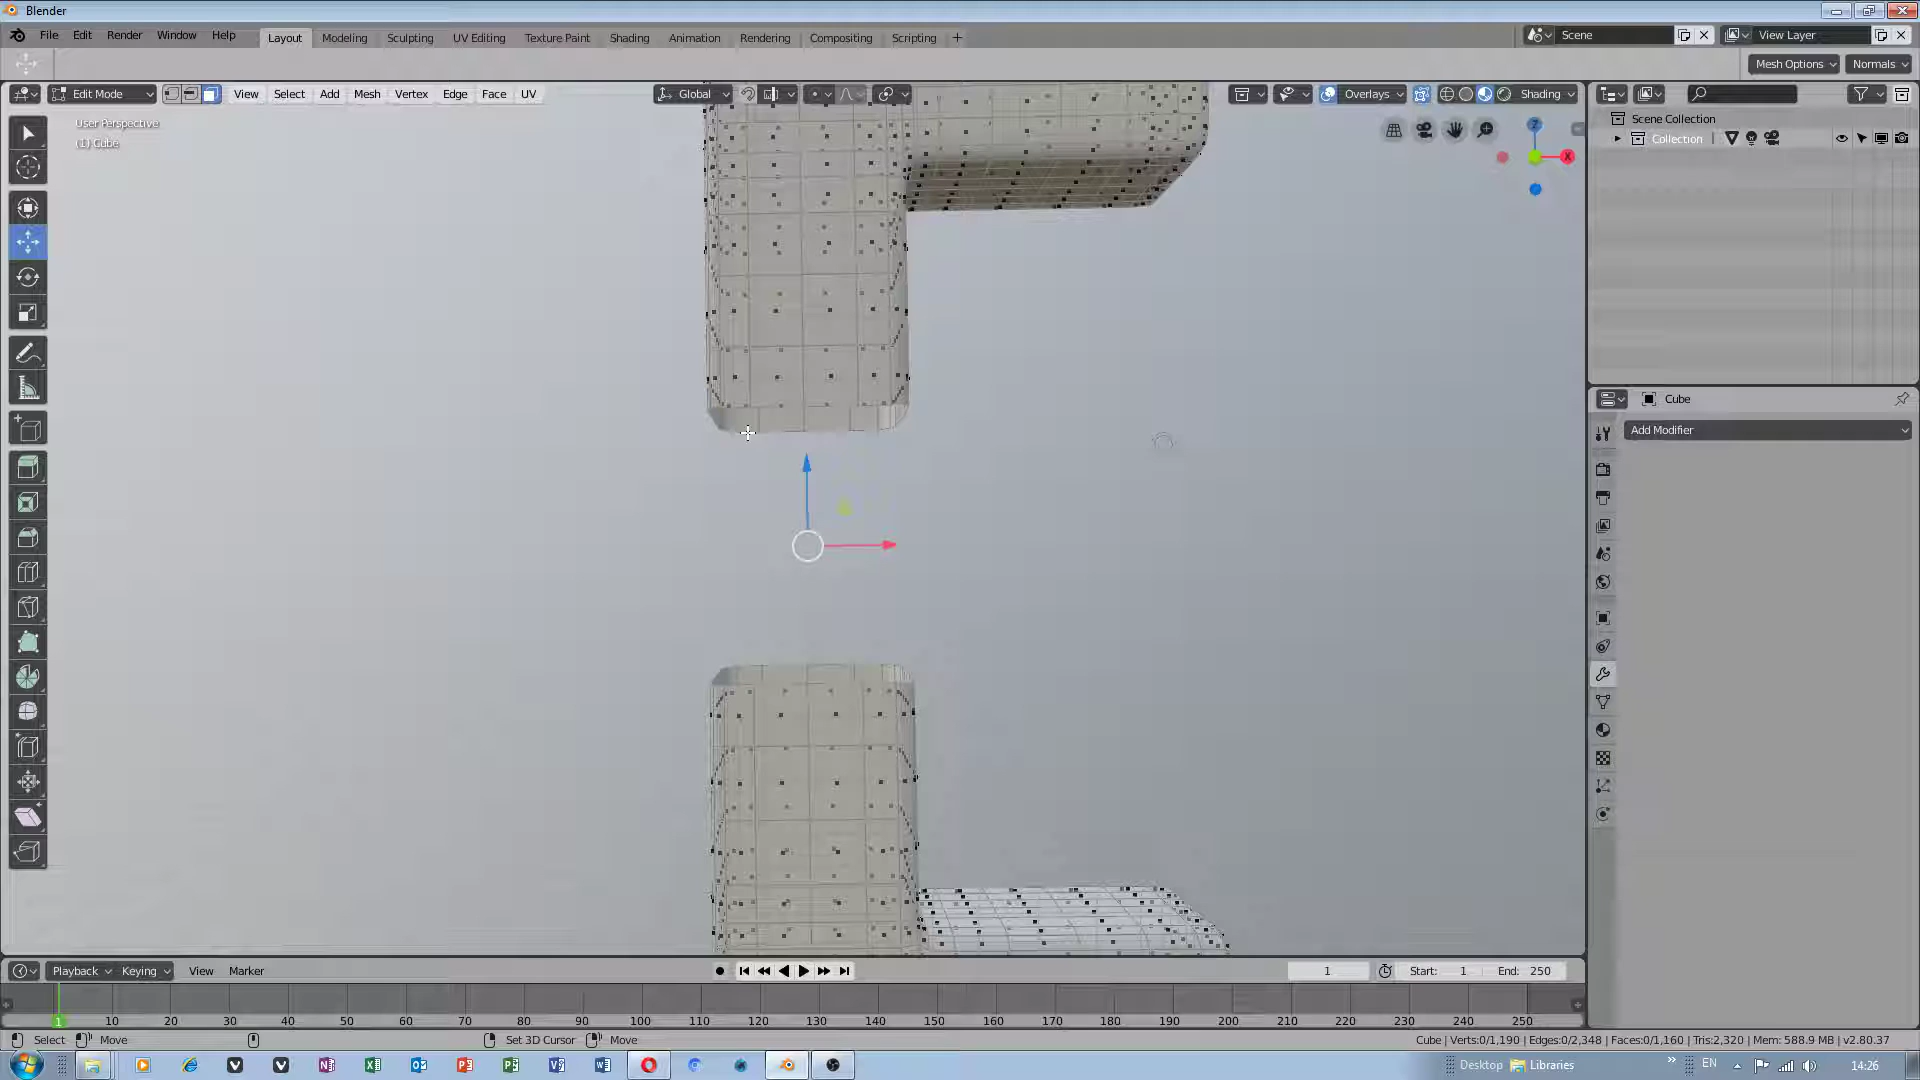 Blender
File Edit Render Window Help Layout Modeling Sculpting UV Editing Texture Paint Shading Animation Rendering Compositing Scripting + Scene View Layer
Mesh Options Normals
Edit Mode View Select Add Mesh Vertex Edge Face UV Global Overlays Shading
User Perspective
(1) Cube
Z
X
Scene Collection
Collection
Cube
Add Modifier
Playback Keying View Marker 1 Start: 1 End: 250
1 10 20 30 40 50 60 70 80 90 100 110 120 130 140 150 160 170 180 190 200 210 220 230 240 250
Select Move Set 3D Cursor Move Cube | Verts:0/1,190 | Edges:0/2,348 | Faces:0/1,160 | Tris:2,320 | Mem: 588.9 MB | v2.80.37
Desktop Libraries » EN 14:26